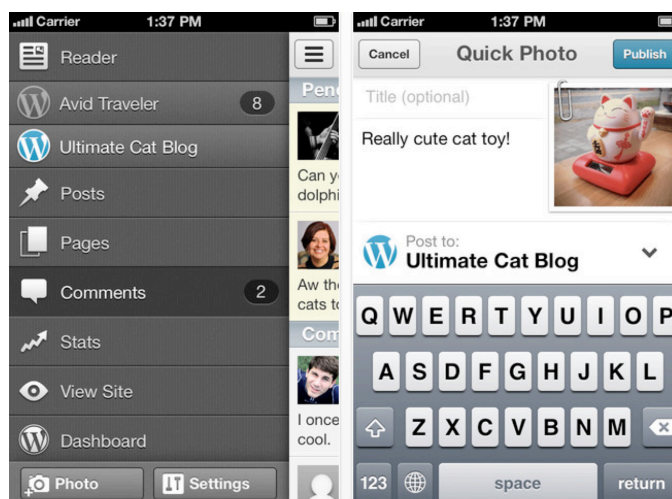 Carrier 1:37 PM
Reader
Avid Traveler 8
Ultimate Cat Blog
Posts
Pages
Comments 2
Stats
View Site
Dashboard
Photo Settings
Can
dolphi
Aw
cats
I once
cool.
Carrier 1:37 PM
Cancel Quick Photo Publish
Title (optional)
Really cute cat toy!
Post to:
Ultimate Cat Blog
Q W E R T Y U I O P
A S D F G H J K L
Z X C V B N M
123 space return